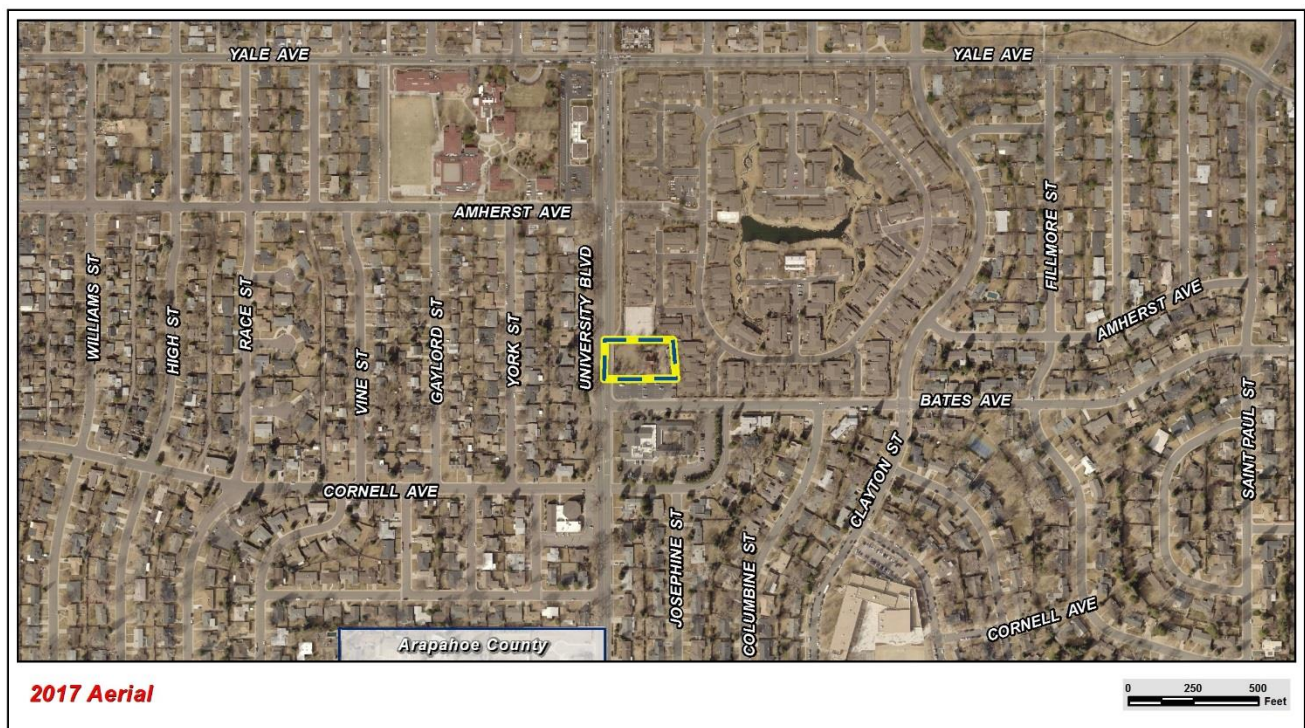 YALE AVE
YALE AVE
AMHERST AVE
WILLIAMS ST
HIGH ST
RACE ST
VINE ST
GAYLORD ST
YORK ST
UNIVERSITY BLVD
FILLMORE ST
AMHERST AVE
BATES AVE
SAINT PAUL ST
CORNELL AVE
CLAYTON ST
JOSEPHINE ST
COLUMBINE ST
CORNELL AVE
Arapahoe County
2017 Aerial
0 250 500
Feet